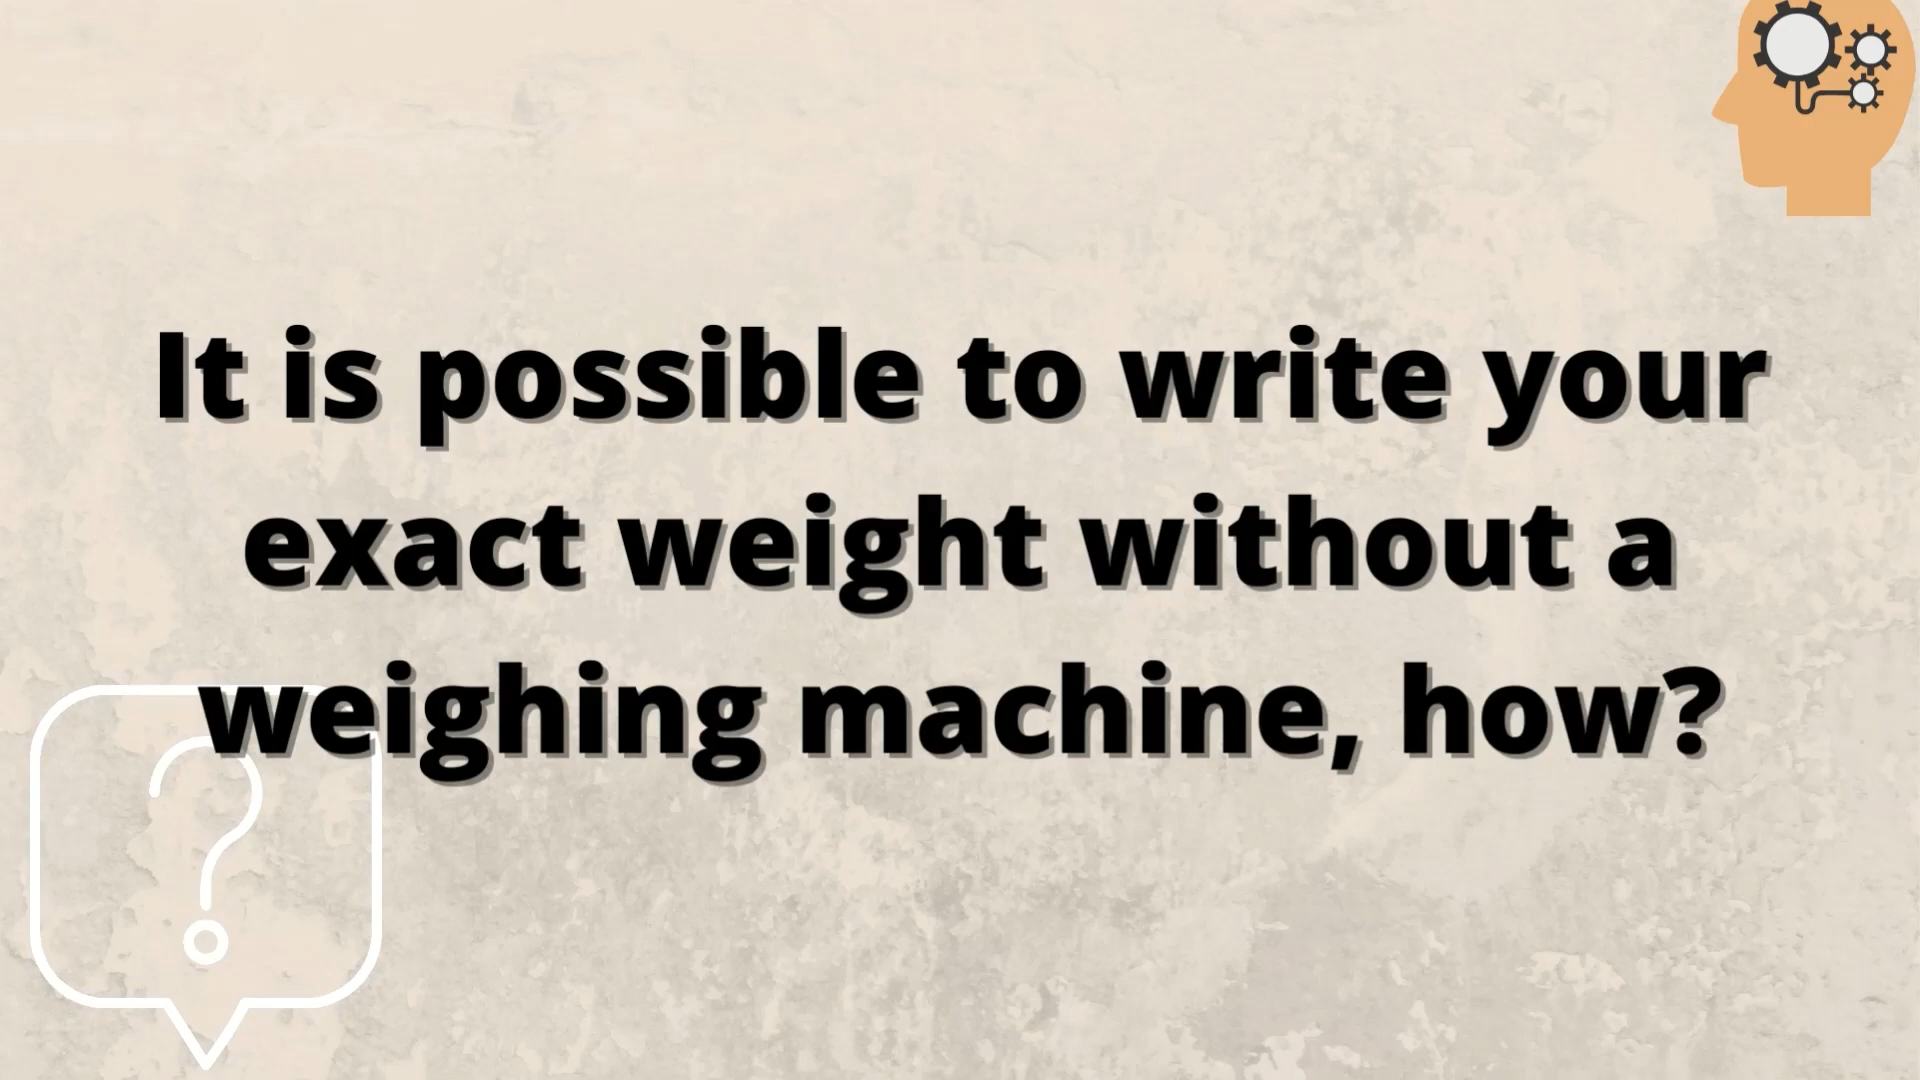 It is possible to write your
exact weight without a
weighing machine, how?